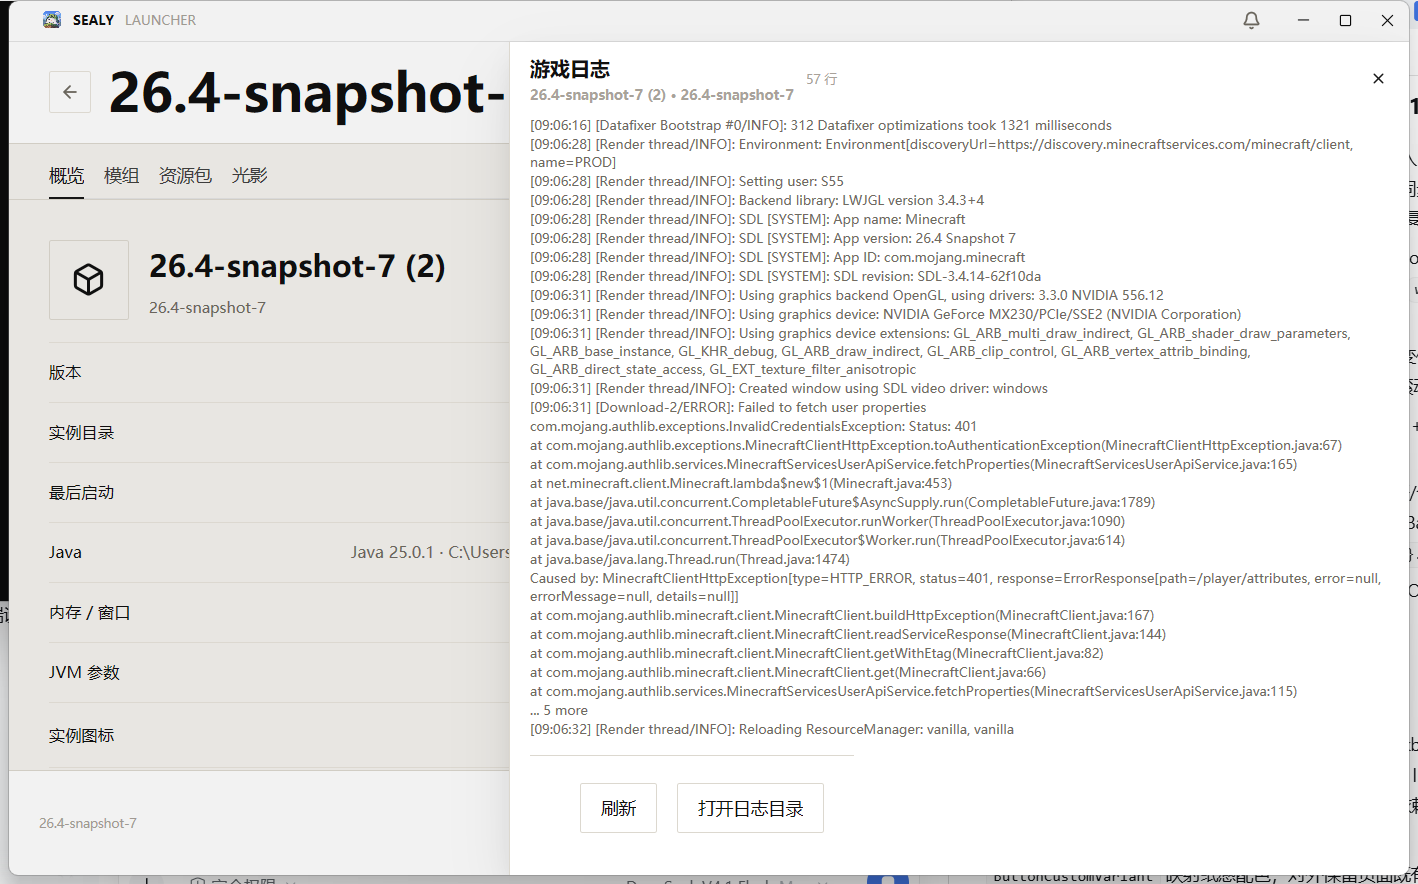 SEALY LAUNCHER
26.4-snapshot-
概览 模组 资源包 光影
26.4-snapshot-7 (2)
26.4-snapshot-7
版本
实例目录
最后启动
Java Java 25.0.1 · C:\Users
内存 / 窗口
JVM 参数
实例图标
26.4-snapshot-7
游戏日志
57 行
26.4-snapshot-7 (2) • 26.4-snapshot-7
[09:06:16] [Datafixer Bootstrap #0/INFO]: 312 Datafixer optimizations took 1321 milliseconds
[09:06:28] [Render thread/INFO]: Environment: Environment[discoveryUrl=https://discovery.minecraftservices.com/minecraft/client,
name=PROD]
[09:06:28] [Render thread/INFO]: Setting user: S55
[09:06:28] [Render thread/INFO]: Backend library: LWJGL version 3.4.3+4
[09:06:28] [Render thread/INFO]: SDL [SYSTEM]: App name: Minecraft
[09:06:28] [Render thread/INFO]: SDL [SYSTEM]: App version: 26.4 Snapshot 7
[09:06:28] [Render thread/INFO]: SDL [SYSTEM]: App ID: com.mojang.minecraft
[09:06:28] [Render thread/INFO]: SDL [SYSTEM]: SDL revision: SDL-3.4.14-62f10da
[09:06:31] [Render thread/INFO]: Using graphics backend OpenGL, using drivers: 3.3.0 NVIDIA 556.12
[09:06:31] [Render thread/INFO]: Using graphics device: NVIDIA GeForce MX230/PCIe/SSE2 (NVIDIA Corporation)
[09:06:31] [Render thread/INFO]: Using graphics device extensions: GL_ARB_multi_draw_indirect, GL_ARB_shader_draw_parameters,
GL_ARB_base_instance, GL_KHR_debug, GL_ARB_draw_indirect, GL_ARB_clip_control, GL_ARB_vertex_attrib_binding,
GL_ARB_direct_state_access, GL_EXT_texture_filter_anisotropic
[09:06:31] [Render thread/INFO]: Created window using SDL video driver: windows
[09:06:31] [Download-2/ERROR]: Failed to fetch user properties
com.mojang.authlib.exceptions.InvalidCredentialsException: Status: 401
at com.mojang.authlib.exceptions.MinecraftClientHttpException.toAuthenticationException(MinecraftClientHttpException.java:67)
at com.mojang.authlib.services.MinecraftServicesUserApiService.fetchProperties(MinecraftServicesUserApiService.java:165)
at net.minecraft.client.Minecraft.lambda$new$1(Minecraft.java:453)
at java.base/java.util.concurrent.CompletableFuture$AsyncSupply.run(CompletableFuture.java:1789)
at java.base/java.util.concurrent.ThreadPoolExecutor.runWorker(ThreadPoolExecutor.java:1090)
at java.base/java.util.concurrent.ThreadPoolExecutor$Worker.run(ThreadPoolExecutor.java:614)
at java.base/java.lang.Thread.run(Thread.java:1474)
Caused by: MinecraftClientHttpException[type=HTTP_ERROR, status=401, response=ErrorResponse[path=/player/attributes, error=null,
errorMessage=null, details=null]]
at com.mojang.authlib.minecraft.client.MinecraftClient.buildHttpException(MinecraftClient.java:167)
at com.mojang.authlib.minecraft.client.MinecraftClient.readServiceResponse(MinecraftClient.java:144)
at com.mojang.authlib.minecraft.client.MinecraftClient.getWithEtag(MinecraftClient.java:82)
at com.mojang.authlib.minecraft.client.MinecraftClient.get(MinecraftClient.java:66)
at com.mojang.authlib.services.MinecraftServicesUserApiService.fetchProperties(MinecraftServicesUserApiService.java:115)
... 5 more
[09:06:32] [Render thread/INFO]: Reloading ResourceManager: vanilla, vanilla
刷新 打开日志目录